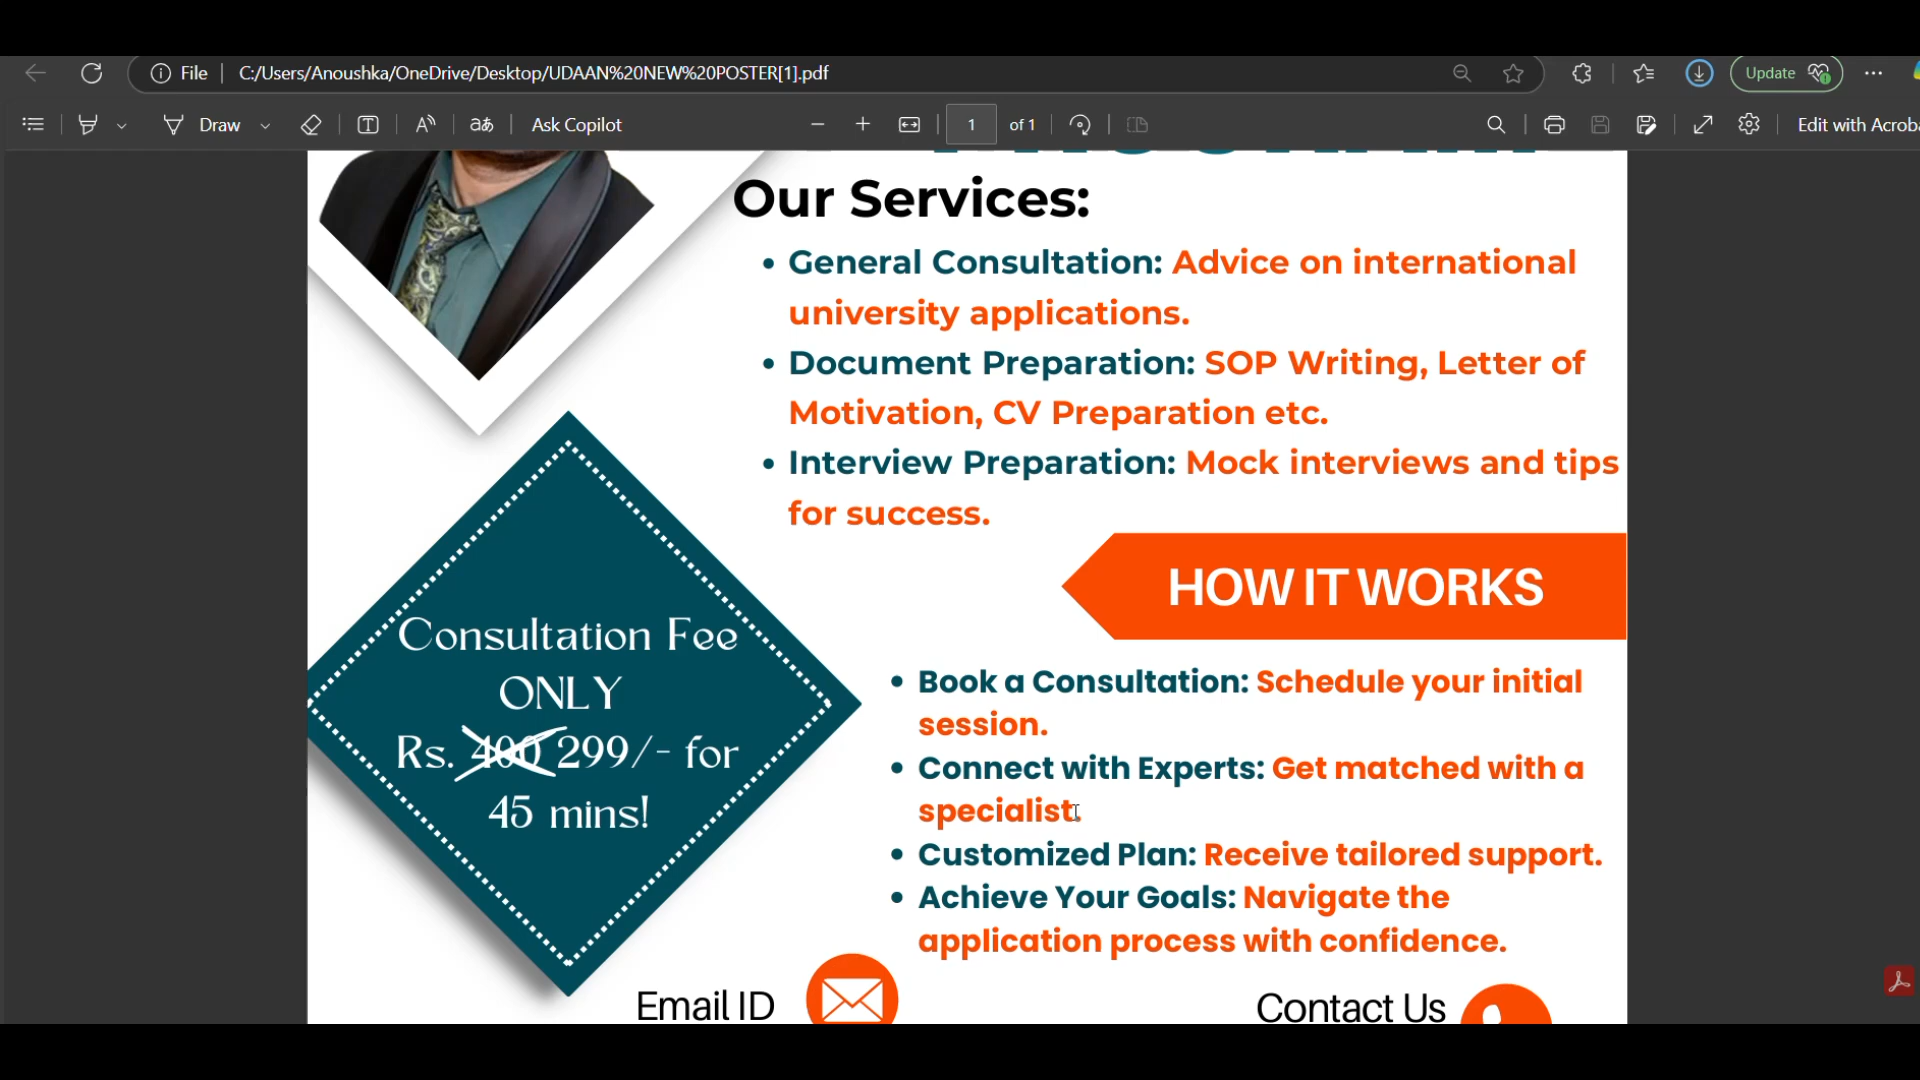 File
C:/Users/Anoushka/OneDrive/Desktop/UDAAN%20NEW%20POSTER[1].pdf
Update
Draw
Ask Copilot
1 of 1
Edit with Acroba
Our Services:
• General Consultation: Advice on international
university applications.
• Document Preparation: SOP Writing, Letter of
Motivation, CV Preparation etc.
• Interview Preparation: Mock interviews and tips
for success.
HOW IT WORKS
Consultation Fee
ONLY
Rs. 400 299/- for
45 mins!
• Book a Consultation: Schedule your initial
session.
• Connect with Experts: Get matched with a
specialist.
• Customized Plan: Receive tailored support.
• Achieve Your Goals: Navigate the
application process with confidence.
Email ID
Contact Us